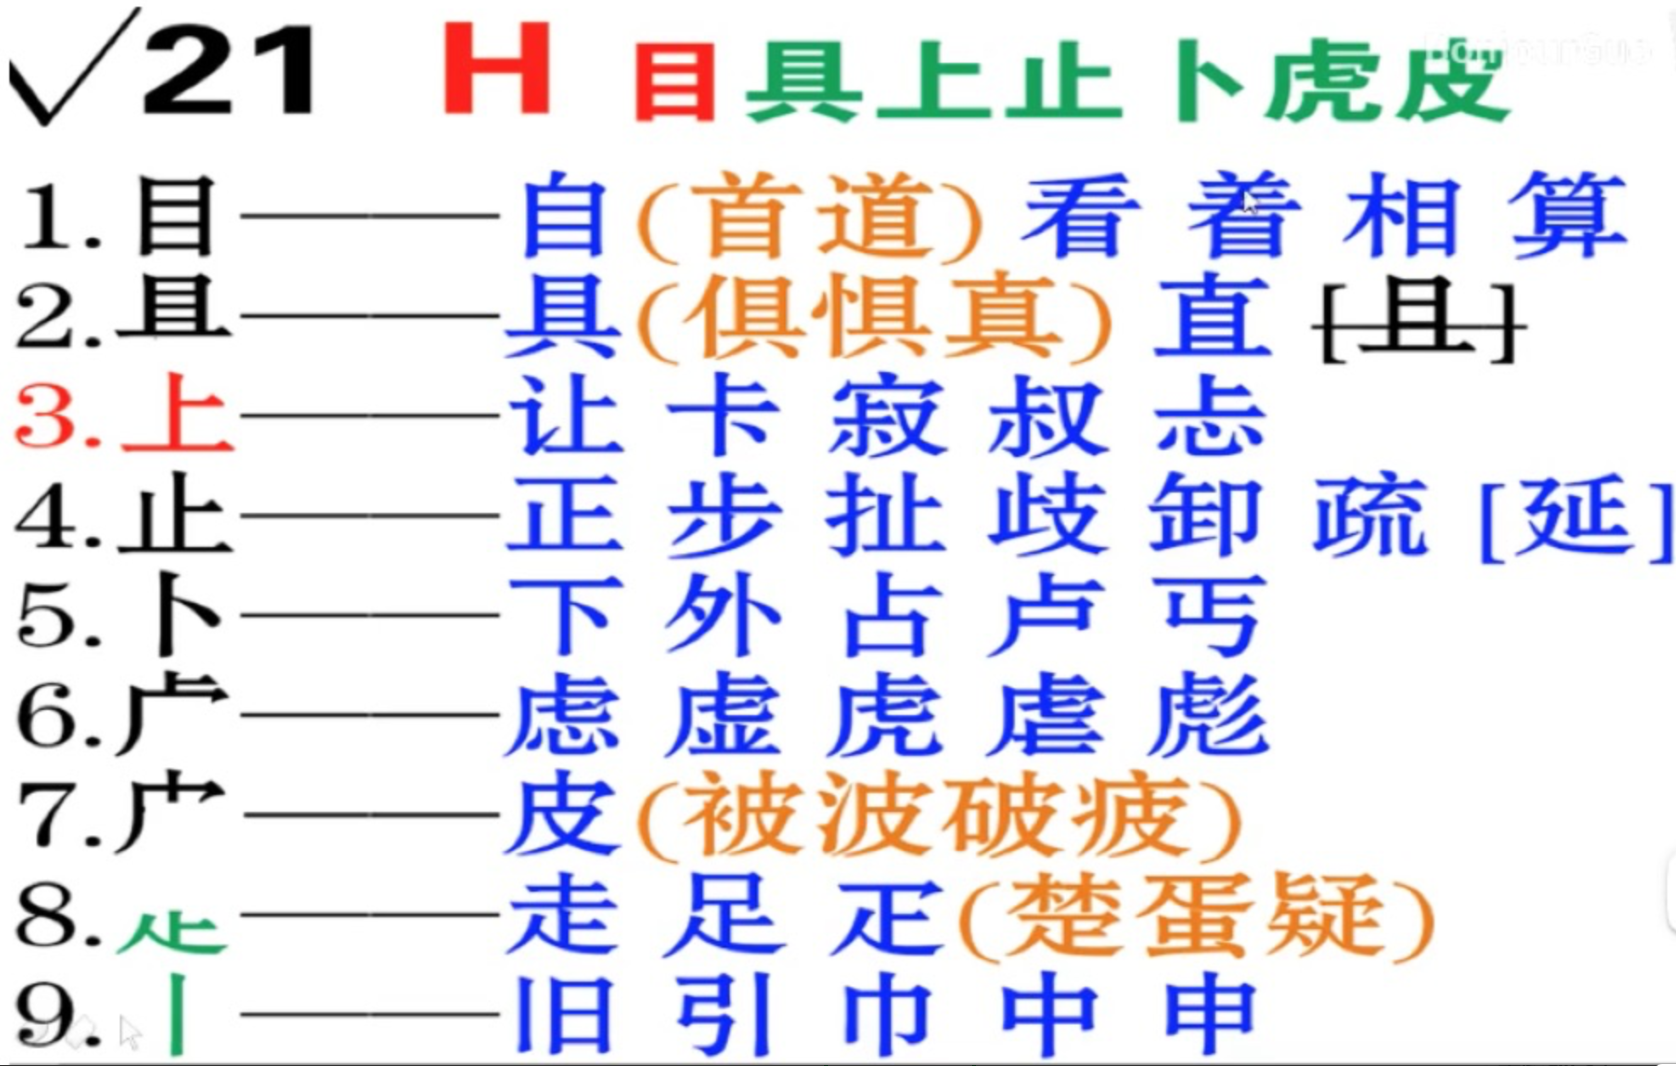 √21 H 目具上止卜虎皮
1.目——自(首道) 看 着 相 算
2.且——具(俱惧真) 直 [且]
3.上——让 卡 寂 叔 忐
4.止——正 步 扯 歧 卸 疏 [延]
5.卜——下 外 占 卢 丐
6.虍——虑 虚 虎 虐 彪
7.⺁——皮(被波破疲)
8.龰——走 足 疋(楚蛋疑)
9.丨——旧 引 巾 中 申